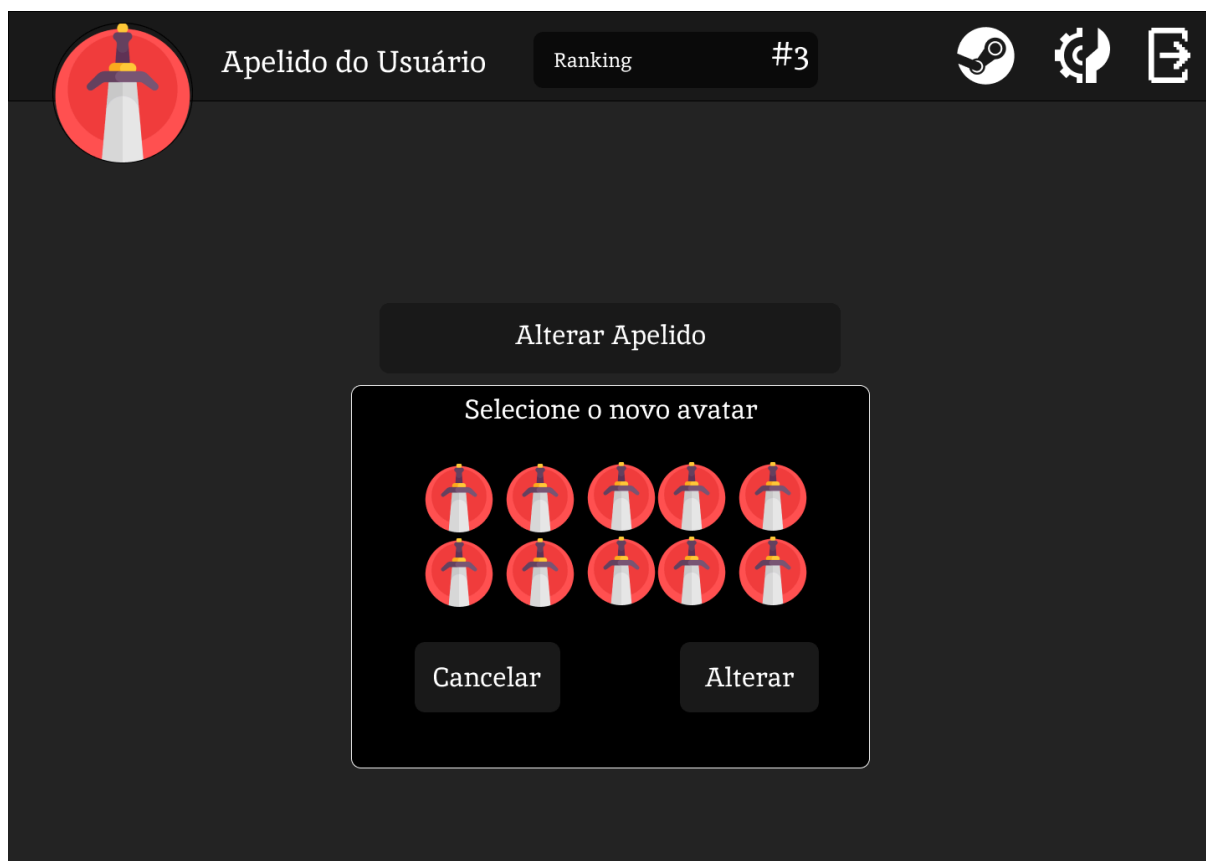 Apelido do Usuário
Ranking
#3
Alterar Apelido
Selecione o novo avatar
Cancelar
Alterar